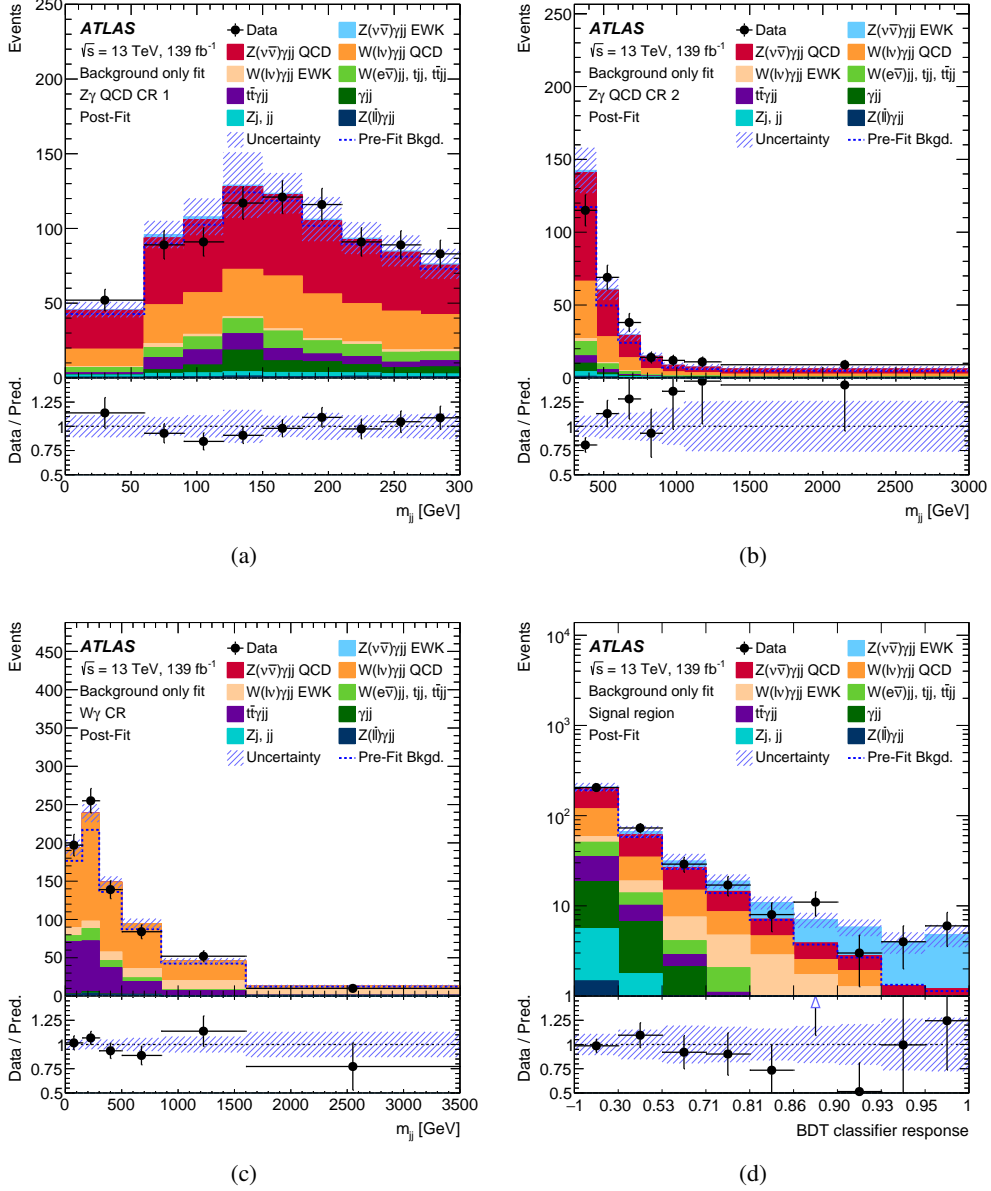 Events
ATLAS
√s = 13 TeV, 139 fb⁻¹
Background only fit
Zγ QCD CR 1
Post-Fit
Data
Z(νν̅)γjj EWK
Z(νν̅)γjj QCD
W(lν)γjj QCD
W(lν)γjj EWK
W(eν̅)jj, tjj, tt̅jj
tt̅γjj
γjj
Zj, jj
Z(ll̅)γjj
Uncertainty
Pre-Fit Bkgd.
250
200
150
100
50
0
Data / Pred.
1.25
1
0.75
0.5
0 50 100 150 200 250 300
m_jj [GeV]
(a)
Events
ATLAS
√s = 13 TeV, 139 fb⁻¹
Background only fit
Zγ QCD CR 2
Post-Fit
Data
Z(νν̅)γjj EWK
Z(νν̅)γjj QCD
W(lν)γjj QCD
W(lν)γjj EWK
W(eν̅)jj, tjj, tt̅jj
tt̅γjj
γjj
Zj, jj
Z(ll̅)γjj
Uncertainty
Pre-Fit Bkgd.
250
200
150
100
50
0
Data / Pred.
1.25
1
0.75
0.5
500 1000 1500 2000 2500 3000
m_jj [GeV]
(b)
Events
ATLAS
√s = 13 TeV, 139 fb⁻¹
Background only fit
Wγ CR
Post-Fit
Data
Z(νν̅)γjj EWK
Z(νν̅)γjj QCD
W(lν)γjj QCD
W(lν)γjj EWK
W(eν̅)jj, tjj, tt̅jj
tt̅γjj
γjj
Zj, jj
Z(ll̅)γjj
Uncertainty
Pre-Fit Bkgd.
450
400
350
300
250
200
150
100
50
0
Data / Pred.
1.25
1
0.75
0.5
0 500 1000 1500 2000 2500 3000 3500
m_jj [GeV]
(c)
Events
ATLAS
√s = 13 TeV, 139 fb⁻¹
Background only fit
Signal region
Post-Fit
Data
Z(νν̅)γjj EWK
Z(νν̅)γjj QCD
W(lν)γjj QCD
W(lν)γjj EWK
W(eν̅)jj, tjj, tt̅jj
tt̅γjj
γjj
Zj, jj
Z(ll̅)γjj
Uncertainty
Pre-Fit Bkgd.
10⁴
10³
10²
10
1
Data / Pred.
1.25
1
0.75
0.5
−1 0.30 0.53 0.71 0.81 0.86 0.90 0.93 0.95 1
BDT classifier response
(d)